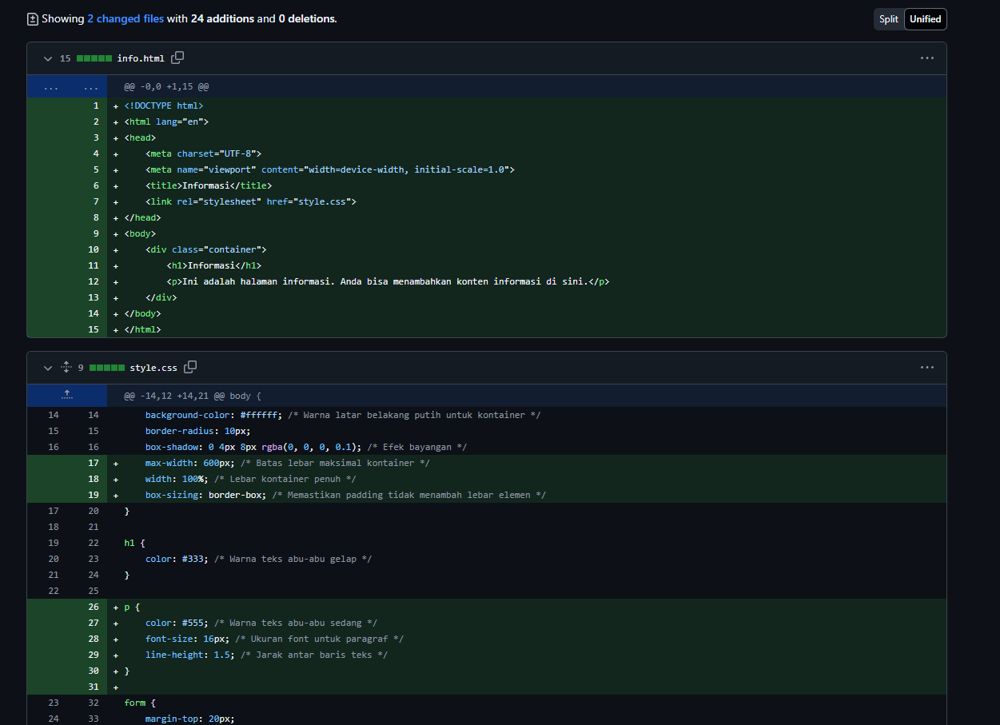 Showing 2 changed files with 24 additions and 0 deletions.
Split Unified
15 info.html
... ... @@ -0,0 +1,15 @@
1 + <!DOCTYPE html>
2 + <html lang="en">
3 + <head>
4 +     <meta charset="UTF-8">
5 +     <meta name="viewport" content="width=device-width, initial-scale=1.0">
6 +     <title>Informasi</title>
7 +     <link rel="stylesheet" href="style.css">
8 + </head>
9 + <body>
10 +     <div class="container">
11 +         <h1>Informasi</h1>
12 +         <p>Ini adalah halaman informasi. Anda bisa menambahkan konten informasi di sini.</p>
13 +     </div>
14 + </body>
15 + </html>
9 style.css
@@ -14,12 +14,21 @@ body {
14 14     background-color: #ffffff; /* Warna latar belakang putih untuk kontainer */
15 15     border-radius: 10px;
16 16     box-shadow: 0 4px 8px rgba(0, 0, 0, 0.1); /* Efek bayangan */
17 +     max-width: 600px; /* Batas lebar maksimal kontainer */
18 +     width: 100%; /* Lebar kontainer penuh */
19 +     box-sizing: border-box; /* Memastikan padding tidak menambah lebar elemen */
17 20 }
18 21
19 22 h1 {
20 23     color: #333; /* Warna teks abu-abu gelap */
21 24 }
22 25
26 + p {
27 +     color: #555; /* Warna teks abu-abu sedang */
28 +     font-size: 16px; /* Ukuran font untuk paragraf */
29 +     line-height: 1.5; /* Jarak antar baris teks */
30 + }
31 +
23 32 form {
24 33     margin-top: 20px;